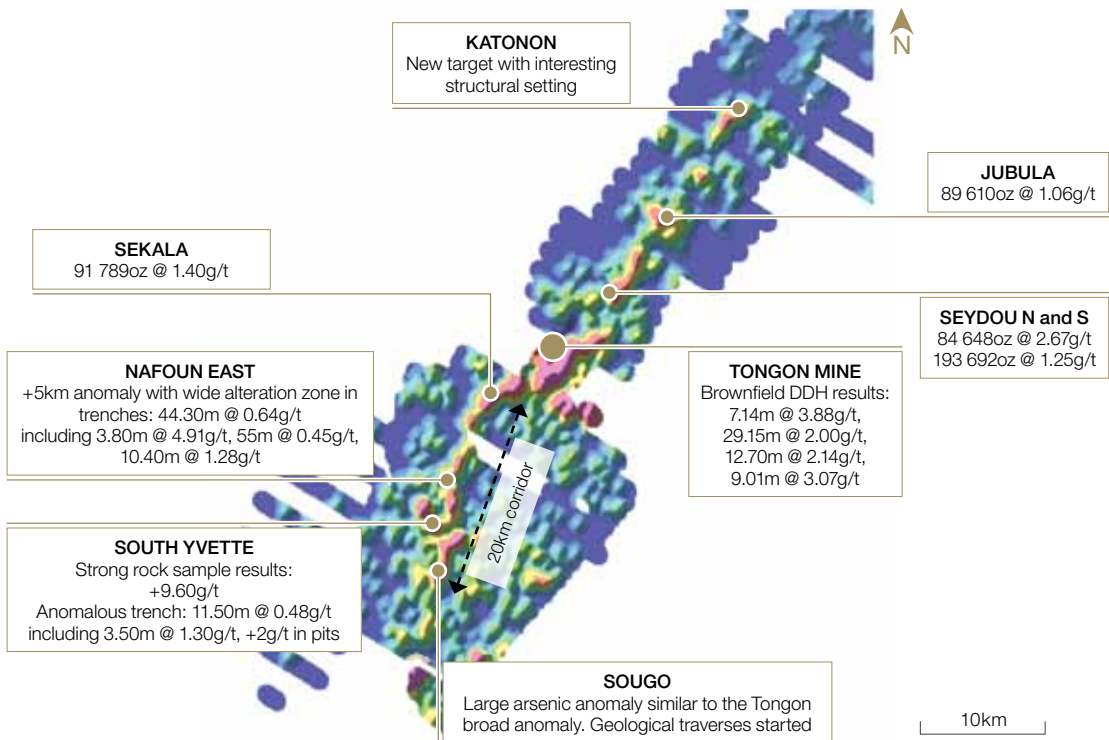 KATONON
New target with interesting
structural setting
N
JUBULA
89 610oz @ 1.06g/t
SEKALA
91 789oz @ 1.40g/t
SEYDOU N and S
84 648oz @ 2.67g/t
193 692oz @ 1.25g/t
NAFOUN EAST
+5km anomaly with wide alteration zone in
trenches: 44.30m @ 0.64g/t
including 3.80m @ 4.91g/t, 55m @ 0.45g/t,
10.40m @ 1.28g/t
TONGON MINE
Brownfield DDH results:
7.14m @ 3.88g/t,
29.15m @ 2.00g/t,
12.70m @ 2.14g/t,
9.01m @ 3.07g/t
20km corridor
SOUTH YVETTE
Strong rock sample results:
+9.60g/t
Anomalous trench: 11.50m @ 0.48g/t
including 3.50m @ 1.30g/t, +2g/t in pits
SOUGO
Large arsenic anomaly similar to the Tongon
broad anomaly. Geological traverses started
10km